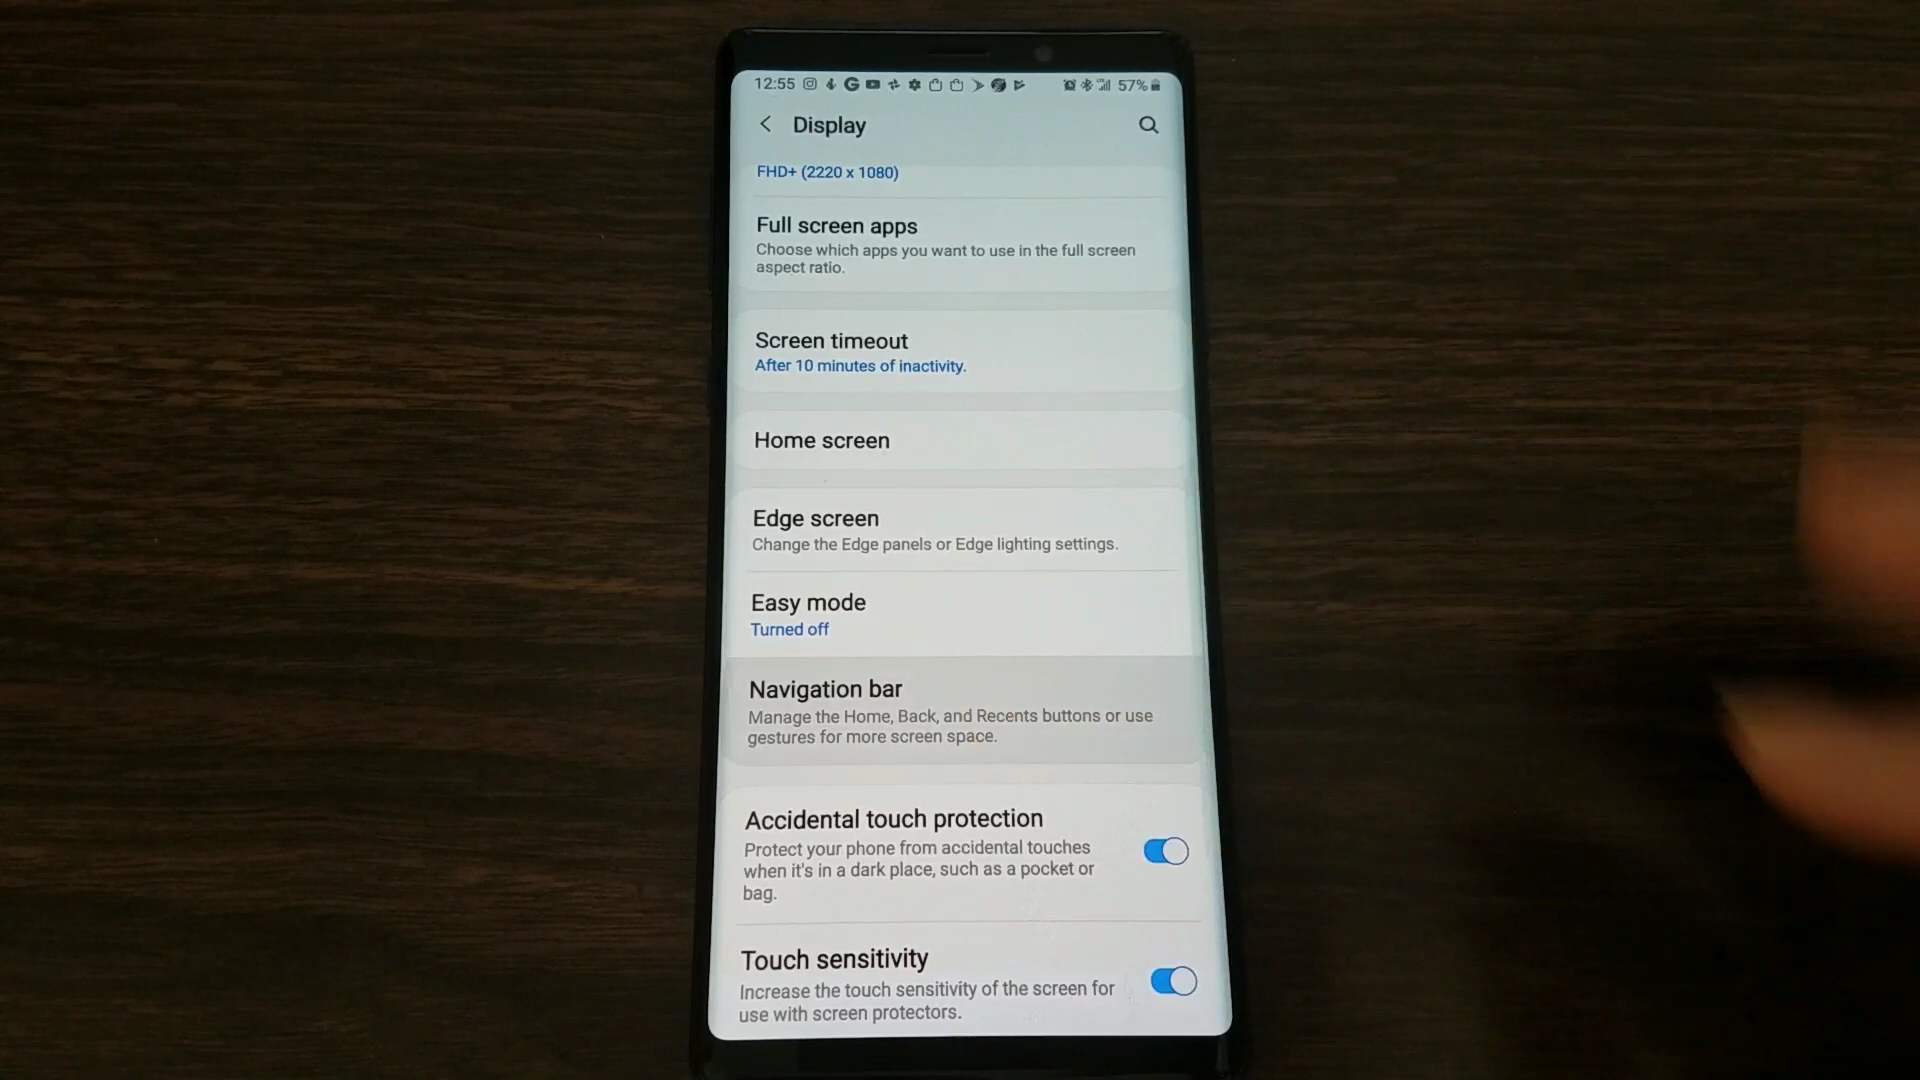 12:55
57%
Display
FHD+ (2220 x 1080)
Full screen apps
Choose which apps you want to use in the full screen
aspect ratio.
Screen timeout
After 10 minutes of inactivity.
Home screen
Edge screen
Change the Edge panels or Edge lighting settings.
Easy mode
Turned off
Navigation bar
Manage the Home, Back, and Recents buttons or use
gestures for more screen space.
Accidental touch protection
Protect your phone from accidental touches
when it's in a dark place, such as a pocket or
bag.
Touch sensitivity
Increase the touch sensitivity of the screen for
use with screen protectors.